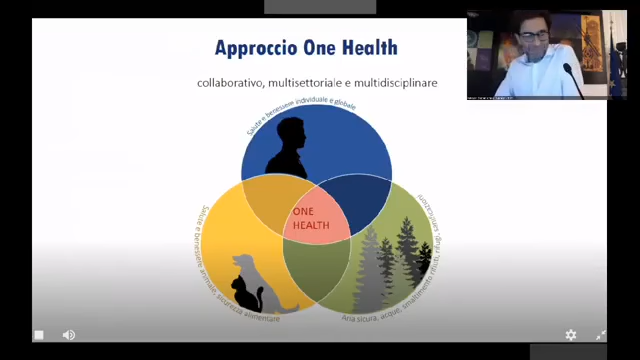 Approccio One Health
collaborativo, multisettoriale e multidisciplinare
Salute e benessere individuale e globale
ONE
HEALTH
Salute e benessere animale, sicurezza alimentare
Aria sicura, acque, smaltimento rifiuti, rifugi,